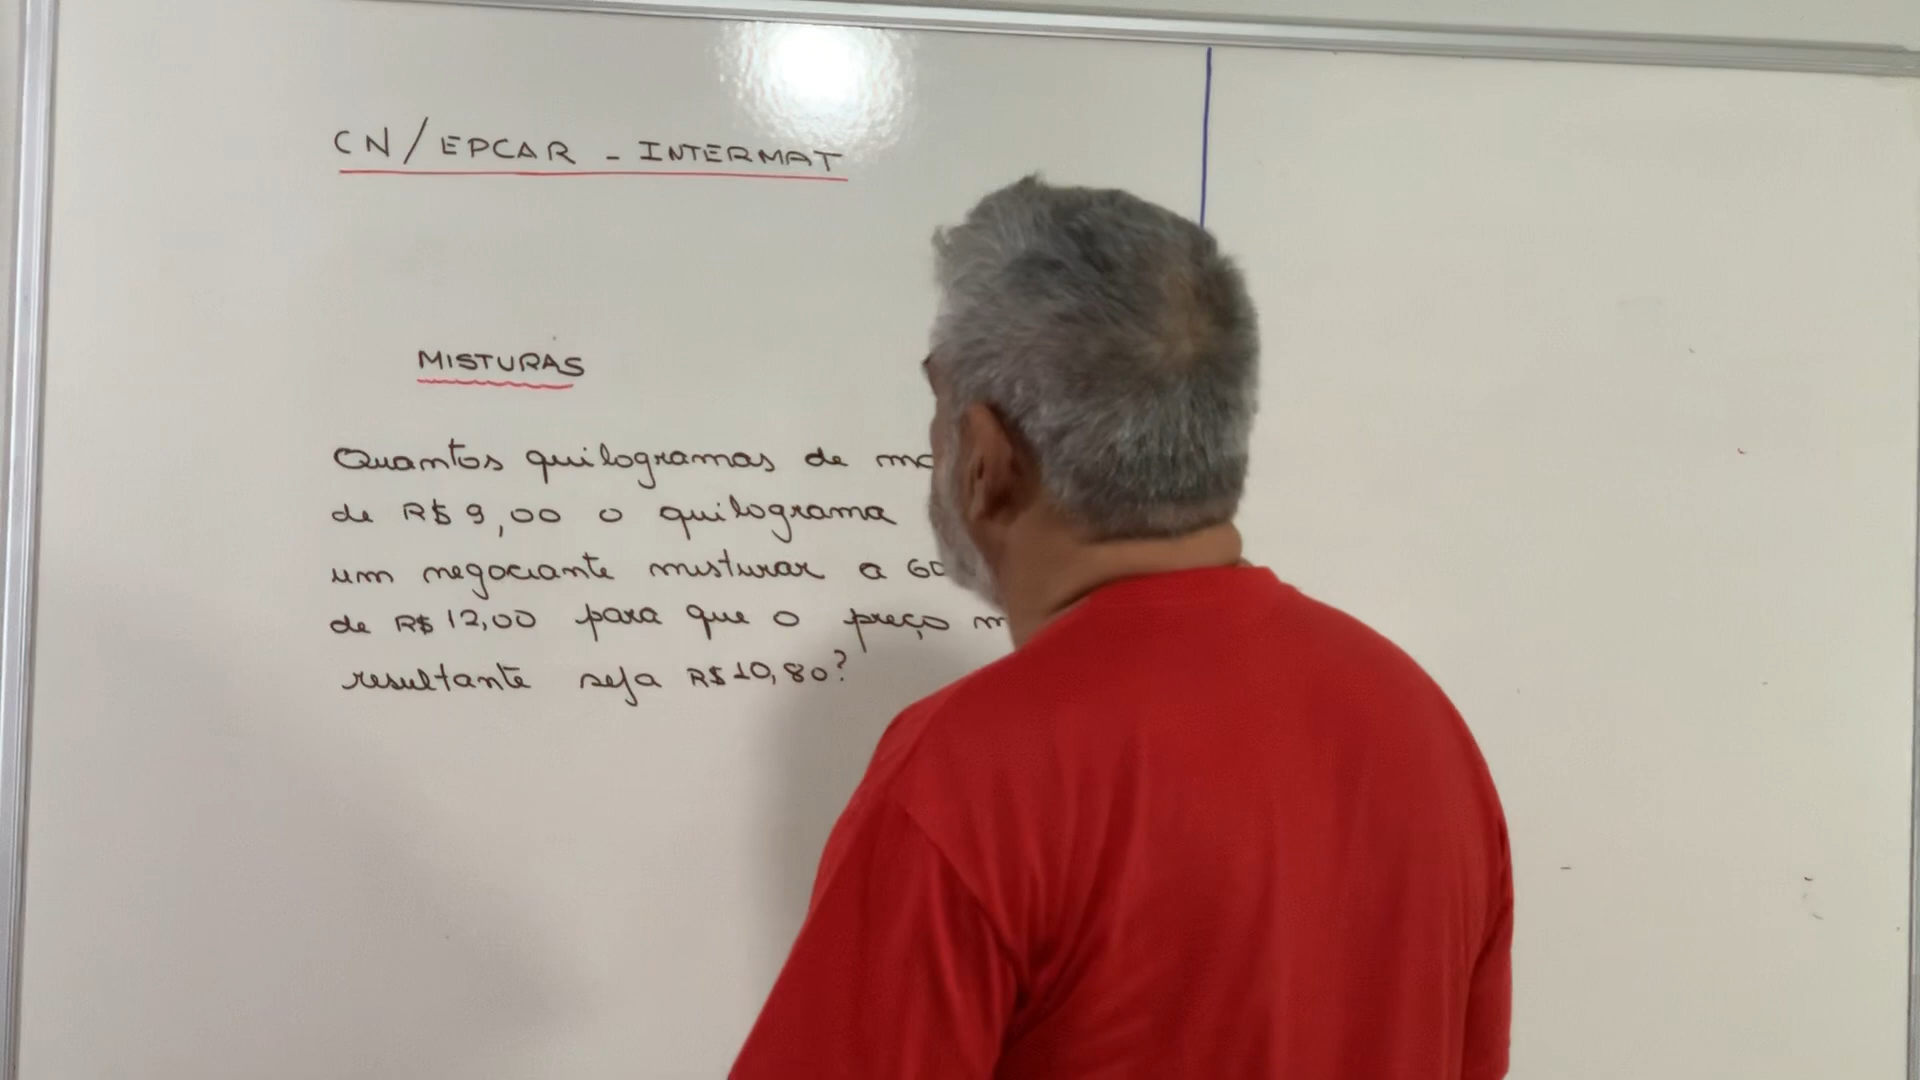 CN/EPCAR - INTERMAT
MISTURAS
Quantos quilogramas de
de R$ 9,00 o quilograma
um negociante misturar a
de R$ 12,00 para que o preço
resultante seja R$ 10,80?